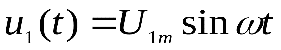 u₁(t) = U₁ₘ sin ωt